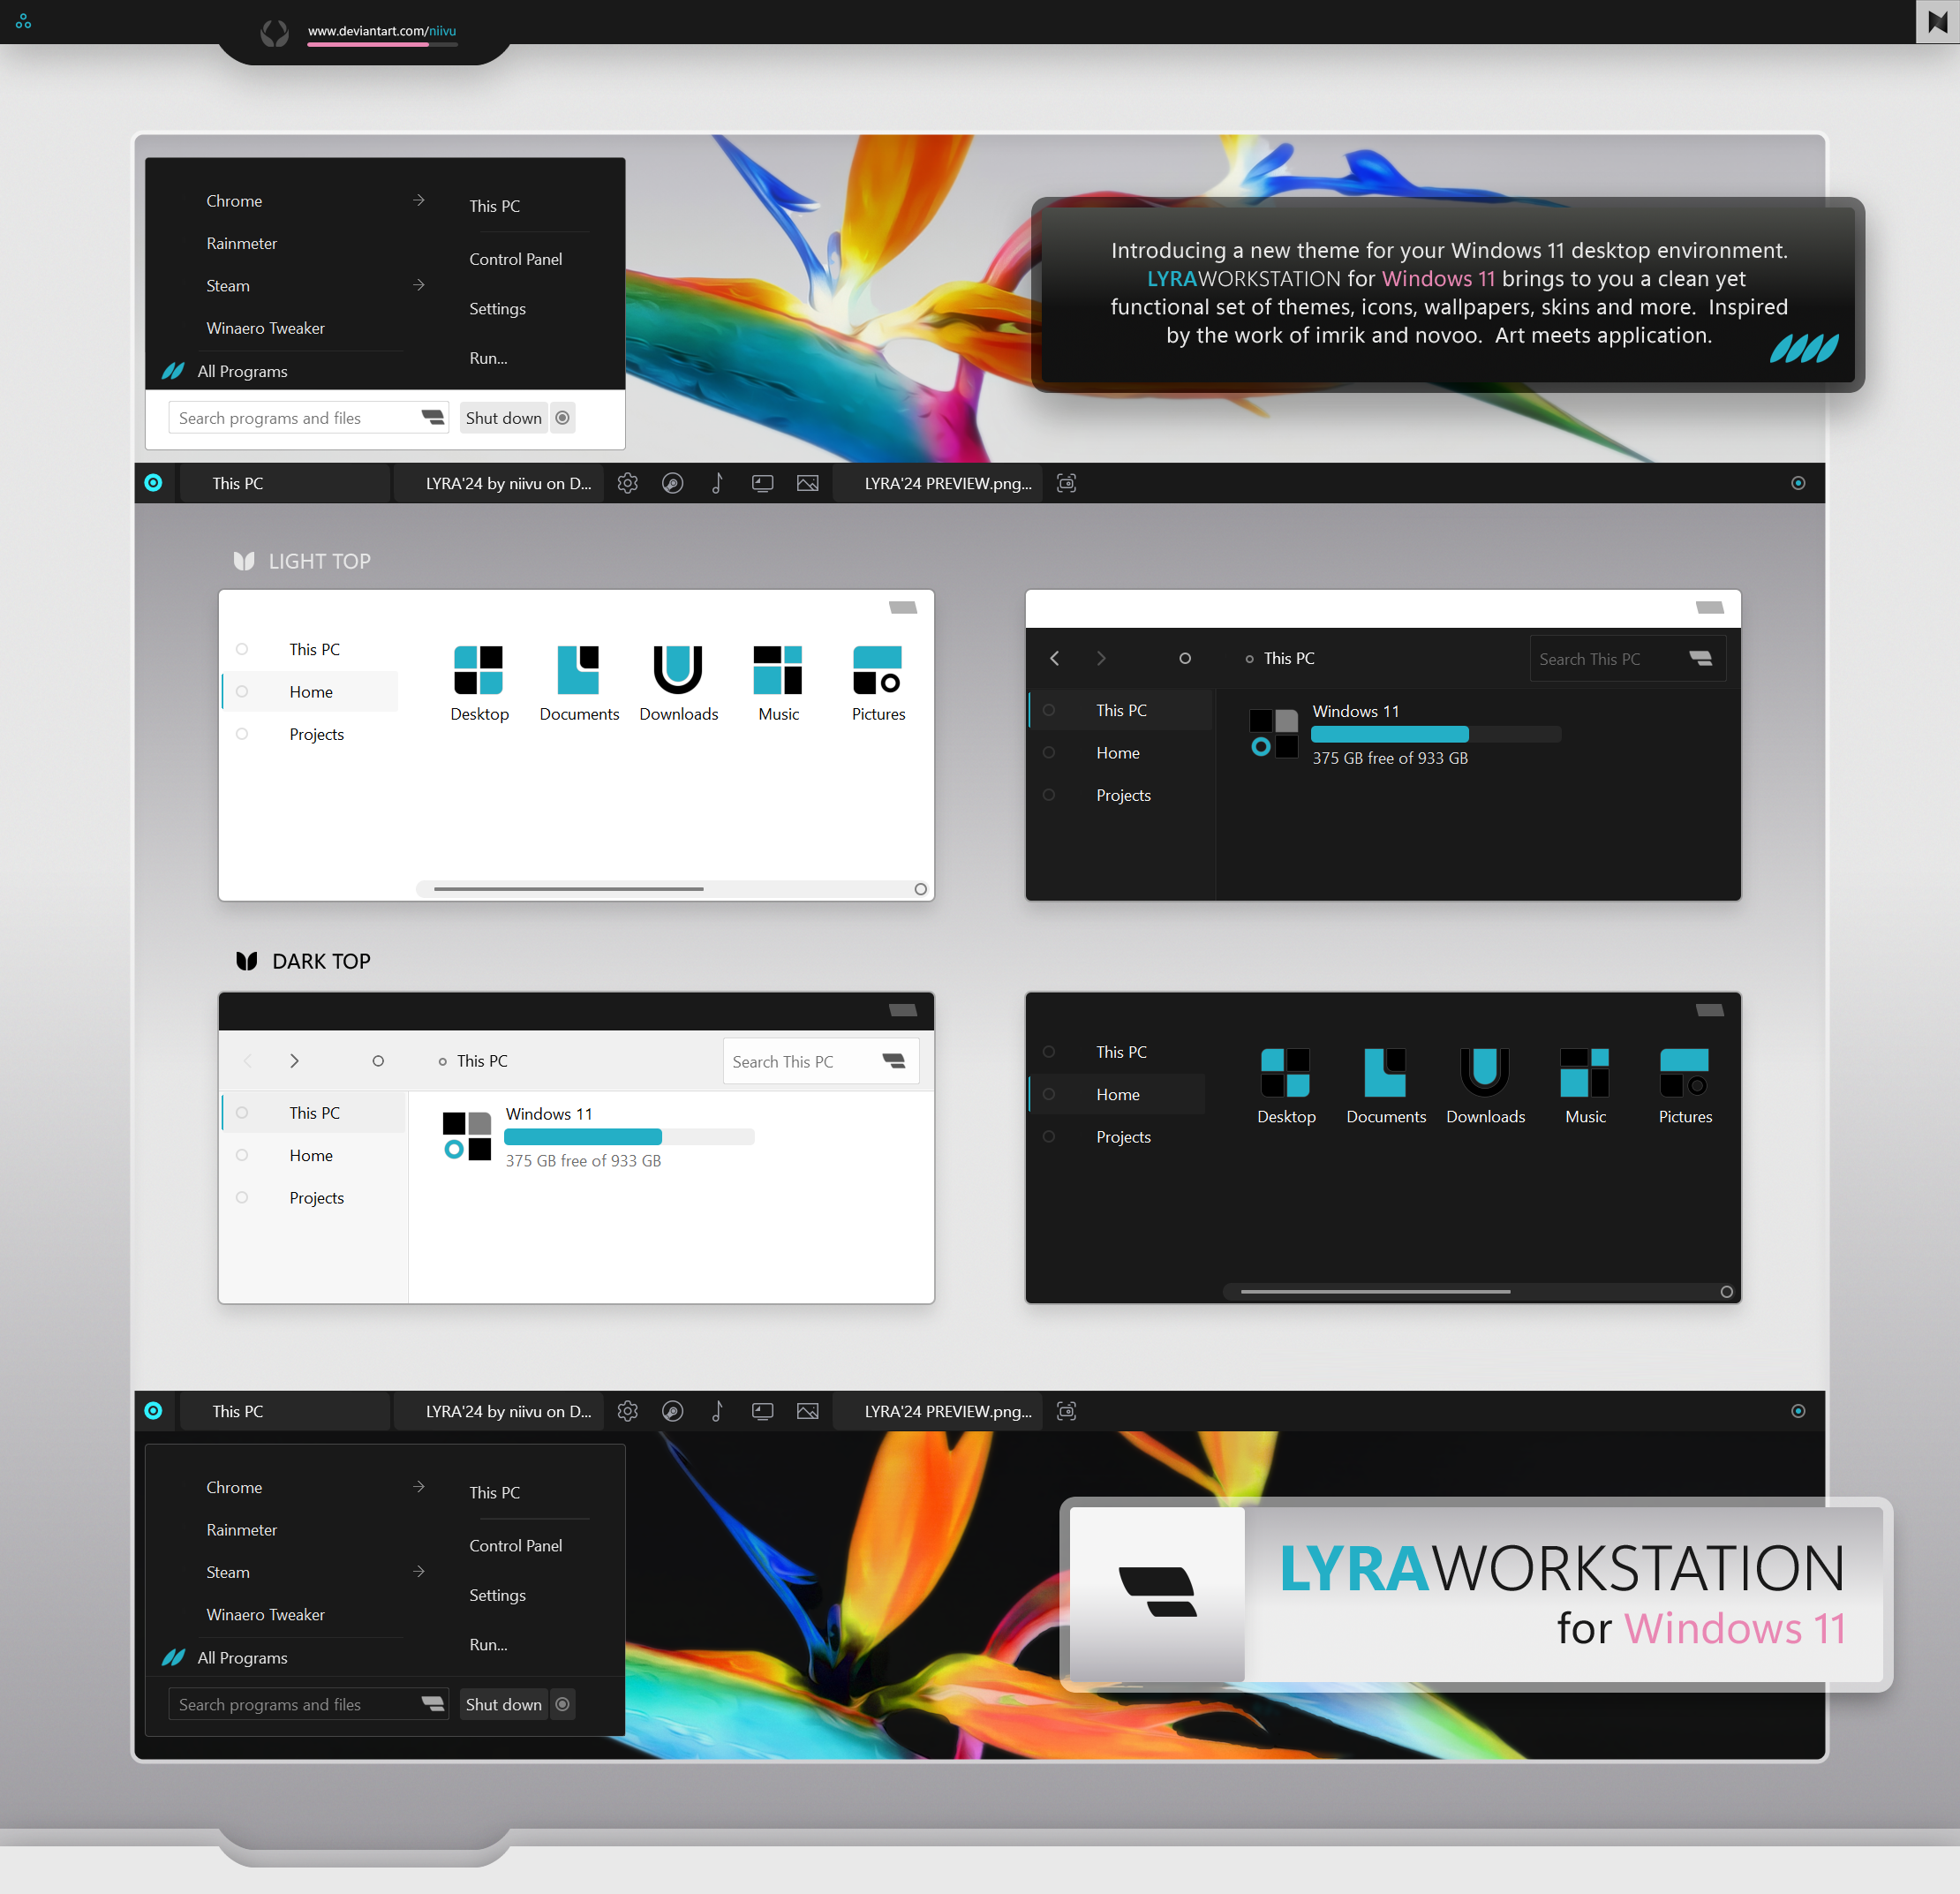 www.deviantart.com/niivu
Chrome
Rainmeter
Steam
Winaero Tweaker
All Programs
This PC
Control Panel
Settings
Run...
Search programs and files
Shut down
Introducing a new theme for your Windows 11 desktop environment.
LYRAWORKSTATION for Windows 11 brings to you a clean yet
functional set of themes, icons, wallpapers, skins and more. Inspired
by the work of imrik and novoo. Art meets application.
This PC
LYRA'24 by niivu on D...
LYRA'24 PREVIEW.png...
LIGHT TOP
This PC
Home
Projects
Desktop
Documents
Downloads
Music
Pictures
This PC
Search This PC
This PC
Home
Projects
Windows 11
375 GB free of 933 GB
DARK TOP
This PC
Search This PC
This PC
Home
Projects
Windows 11
375 GB free of 933 GB
This PC
Home
Projects
Desktop
Documents
Downloads
Music
Pictures
This PC
LYRA'24 by niivu on D...
LYRA'24 PREVIEW.png...
Chrome
Rainmeter
Steam
Winaero Tweaker
All Programs
This PC
Control Panel
Settings
Run...
Search programs and files
Shut down
LYRAWORKSTATION
for Windows 11